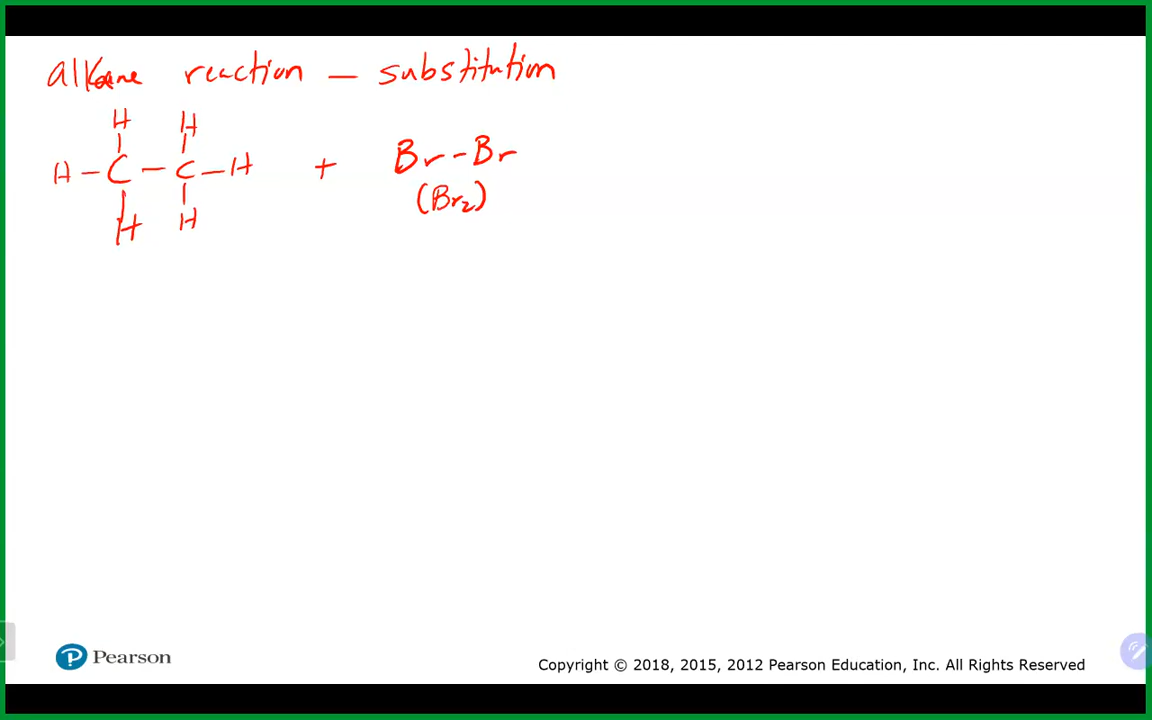 alkane reaction — substitution
H H
H - C - C - H + Br - Br
(Br2)
H H
Pearson
Copyright © 2018, 2015, 2012 Pearson Education, Inc. All Rights Reserved